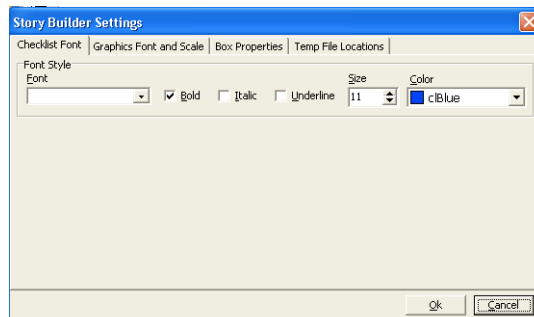 Story Builder Settings
Checklist Font Graphics Font and Scale Box Properties Temp File Locations
Font Style
Font Size Color
Bold Italic Underline 11 clBlue
Ok Cancel